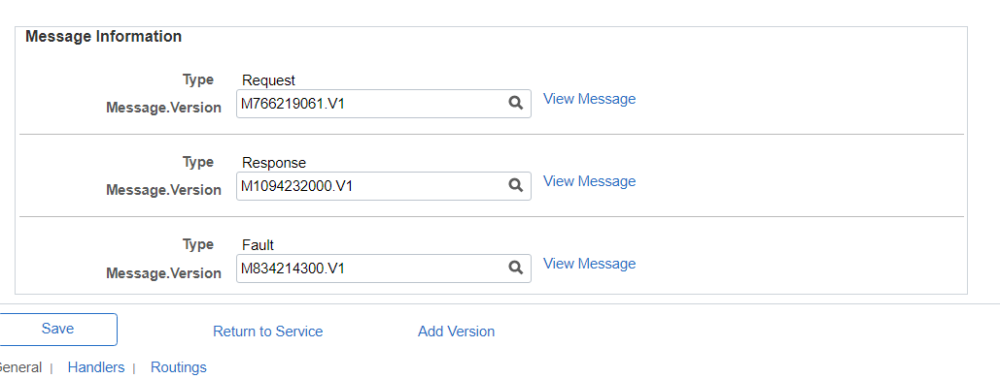 Message Information
Type Request
Message.Version M766219061.V1 View Message
Type Response
Message.Version M1094232000.V1 View Message
Type Fault
Message.Version M834214300.V1 View Message
Save Return to Service Add Version
eneral | Handlers | Routings